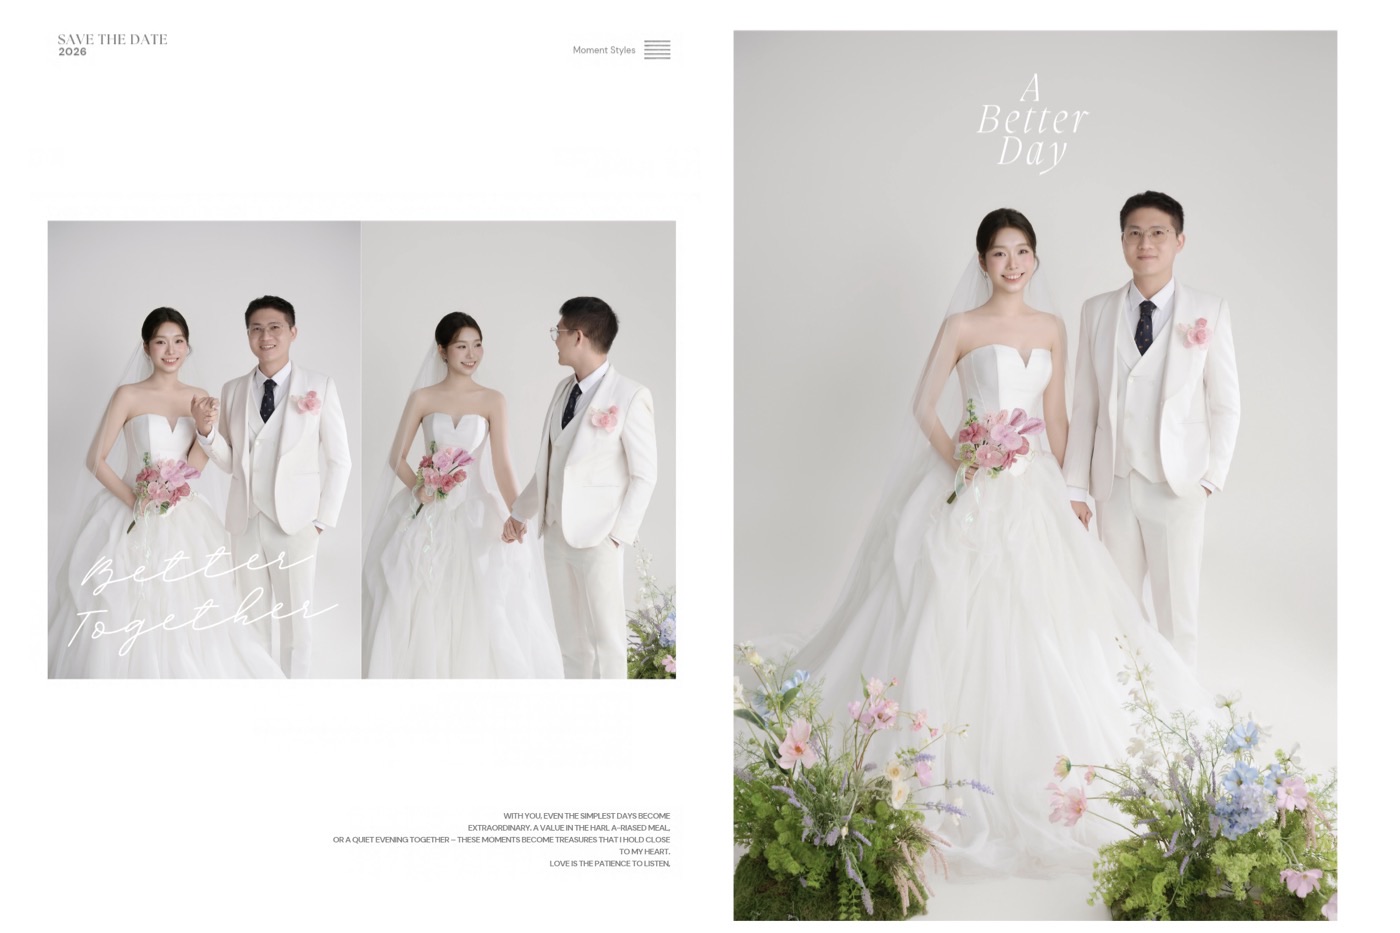 SAVE THE DATE
2026
Moment Styles
Better
Together
WITH YOU, EVEN THE SIMPLEST DAYS BECOME
EXTRAORDINARY. A VALUE IN THE HARL A-RIASED MEAL,
OR A QUIET EVENING TOGETHER – THESE MOMENTS BECOME TREASURES THAT I HOLD CLOSE
TO MY HEART.
LOVE IS THE PATIENCE TO LISTEN,
A
Better
Day